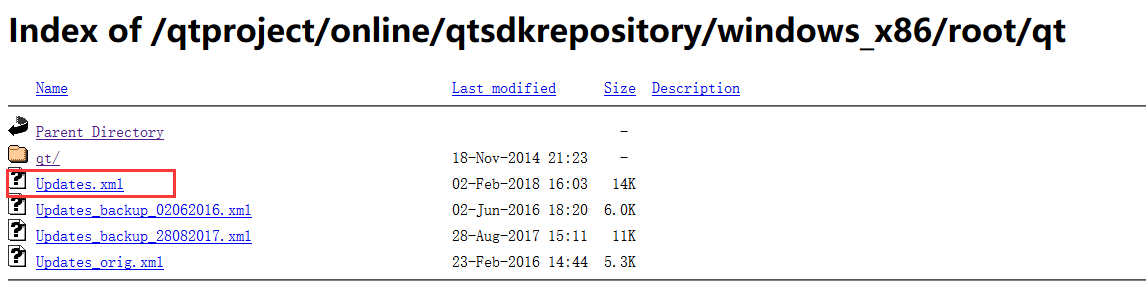 Index of /qtproject/online/qtsdkrepository/windows_x86/root/qt
Name Last modified Size Description
Parent Directory -
qt/ 18-Nov-2014 21:23 -
Updates.xml 02-Feb-2018 16:03 14K
Updates_backup_02062016.xml 02-Jun-2016 18:20 6.0K
Updates_backup_28082017.xml 28-Aug-2017 15:11 11K
Updates_orig.xml 23-Feb-2016 14:44 5.3K